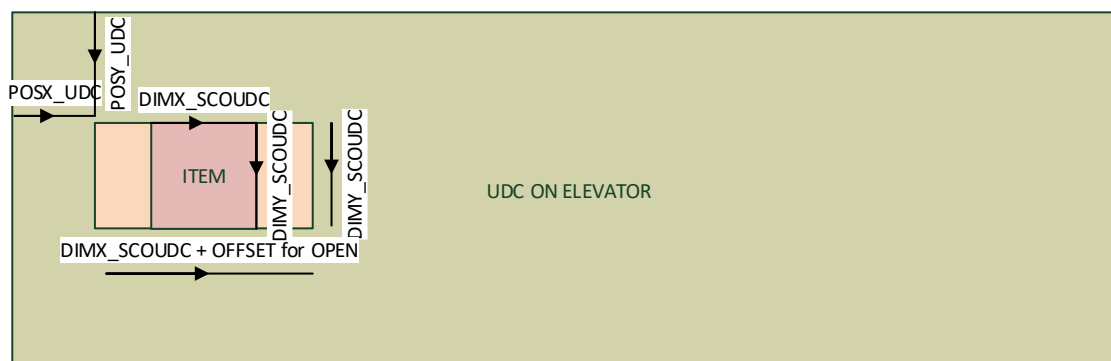 POSY_UDC
POSX_UDC
DIMX_SCOUDC
ITEM
DIMY_SCOUDC
DIMY_SCOUDC
UDC ON ELEVATOR
DIMX_SCOUDC + OFFSET for OPEN